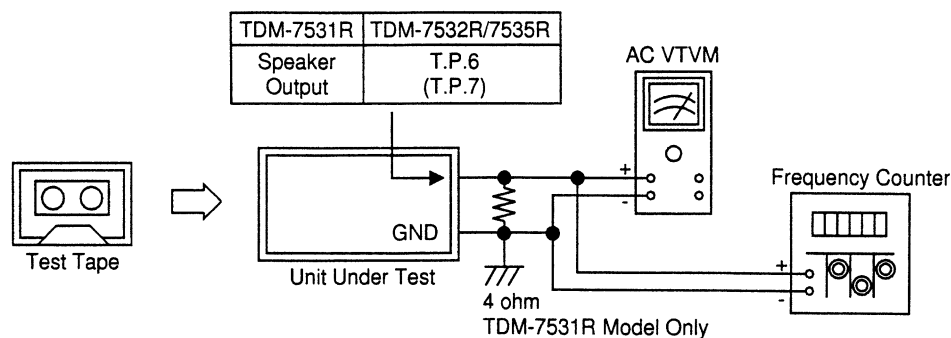 TDM-7531R TDM-7532R/7535R
Speaker Output T.P.6 (T.P.7)
AC VTVM
+
-
Frequency Counter
+
-
GND
Test Tape
Unit Under Test
4 ohm
TDM-7531R Model Only